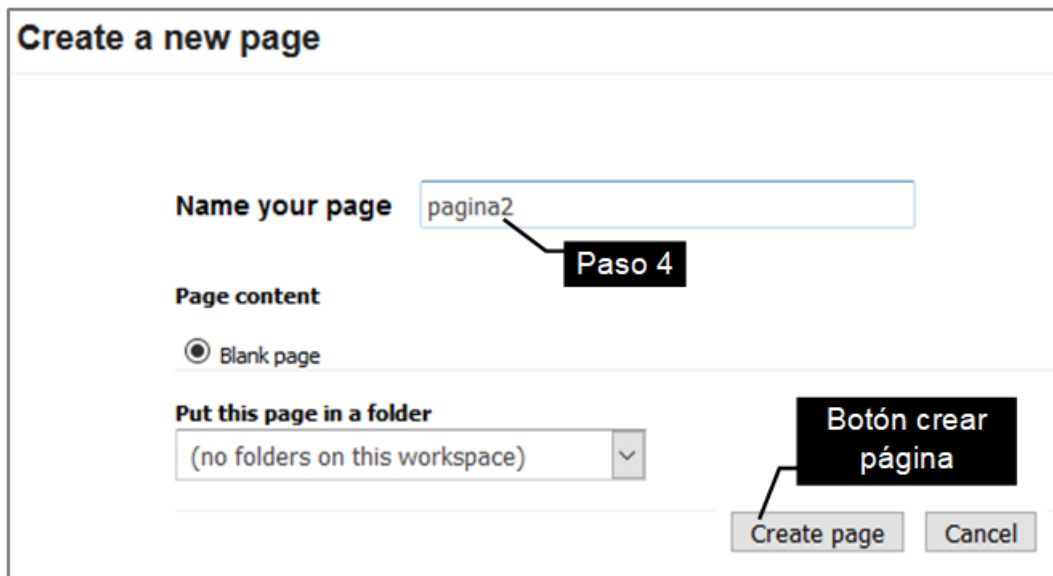 Create a new page
Name your page
pagina2
Paso 4
Page content
Blank page
Put this page in a folder
(no folders on this workspace)
Botón crear
página
Create page
Cancel